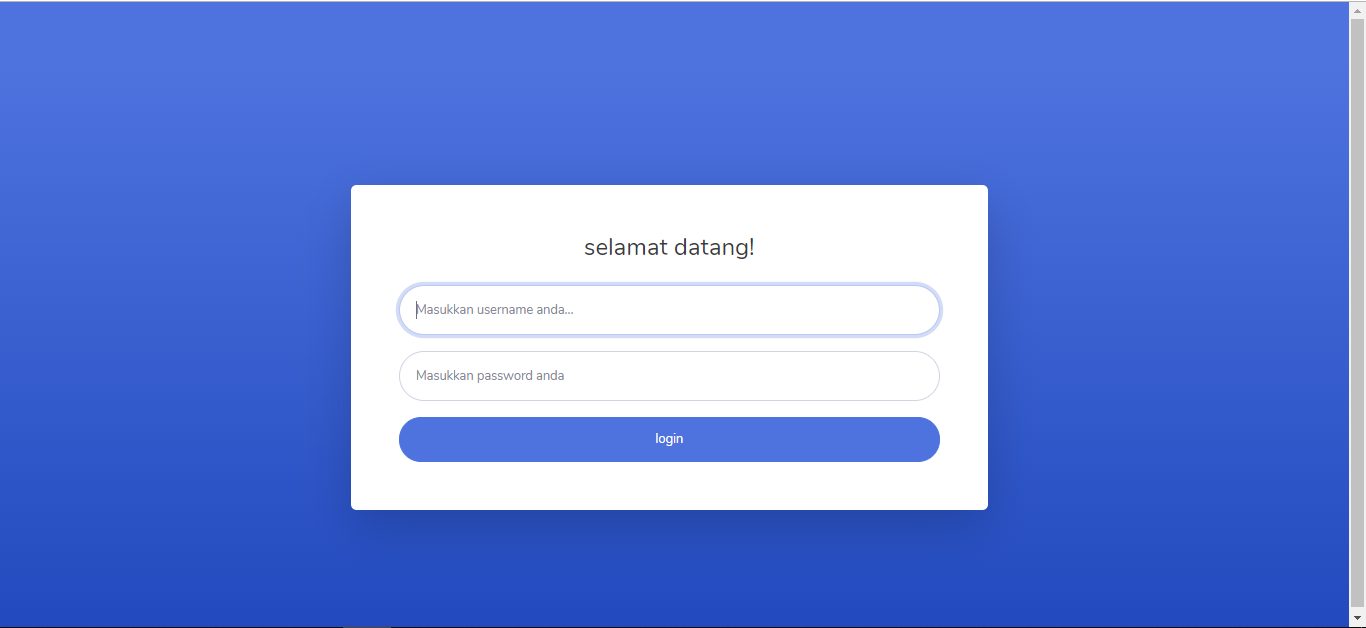 selamat datang!
Masukkan username anda...
Masukkan password anda
login